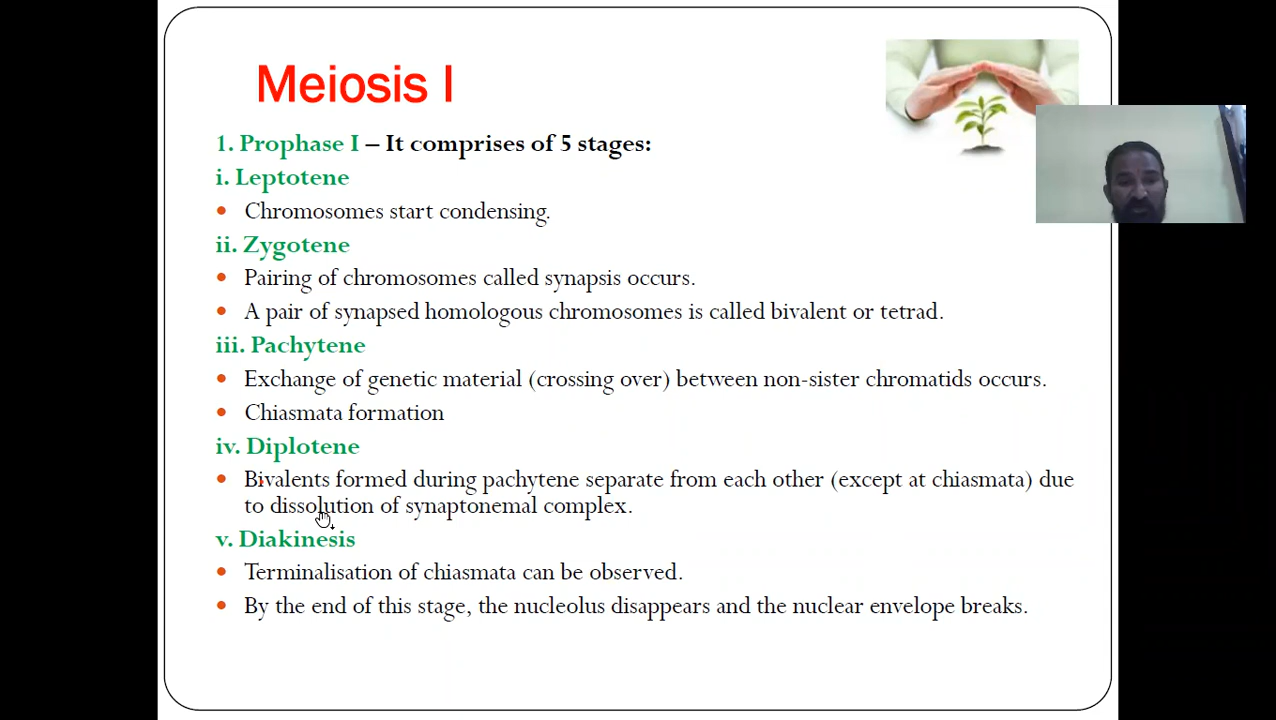 Meiosis I
1. Prophase I – It comprises of 5 stages:
i. Leptotene
• Chromosomes start condensing.
ii. Zygotene
• Pairing of chromosomes called synapsis occurs.
• A pair of synapsed homologous chromosomes is called bivalent or tetrad.
iii. Pachytene
• Exchange of genetic material (crossing over) between non-sister chromatids occurs.
• Chiasmata formation
iv. Diplotene
• Bivalents formed during pachytene separate from each other (except at chiasmata) due
to dissolution of synaptonemal complex.
v. Diakinesis
• Terminalisation of chiasmata can be observed.
• By the end of this stage, the nucleolus disappears and the nuclear envelope breaks.